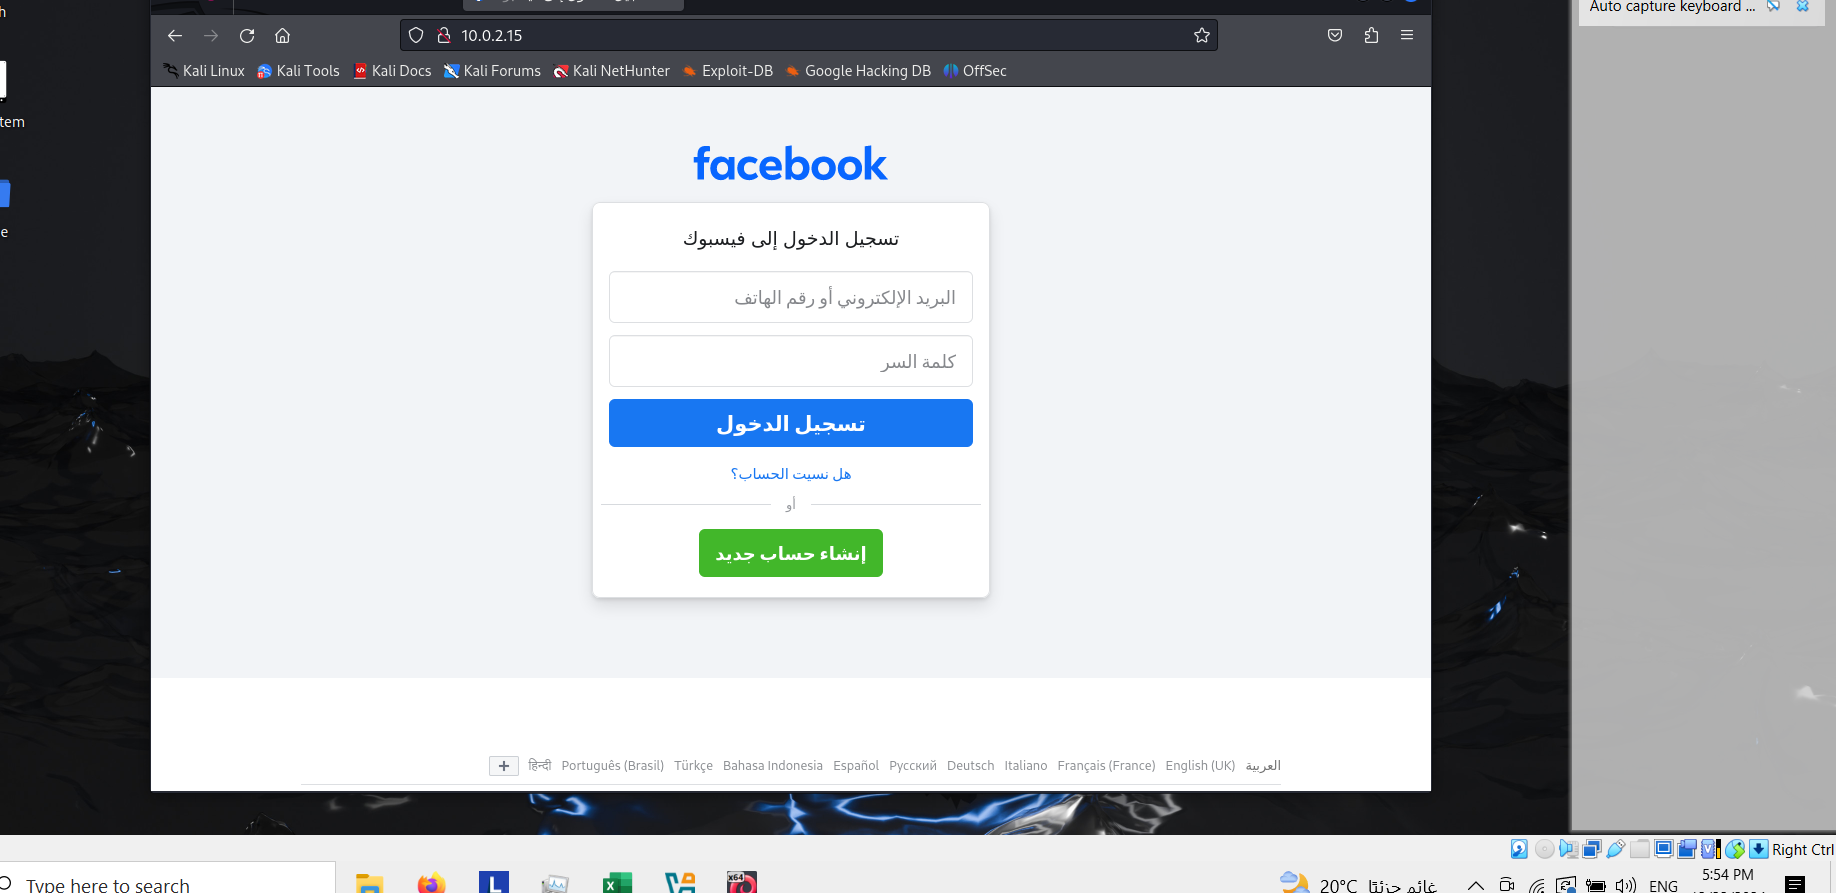 Auto capture keyboard ...
10.0.2.15
Kali Linux Kali Tools Kali Docs Kali Forums Kali NetHunter Exploit-DB Google Hacking DB OffSec
tem
facebook
تسجيل الدخول إلى فيسبوك
البريد الإلكتروني أو رقم الهاتف
كلمة السر
تسجيل الدخول
هل نسيت الحساب؟
أو
إنشاء حساب جديد
العربية English (UK) Français (France) Italiano Deutsch Русский Español Bahasa Indonesia Türkçe Português (Brasil) हिन्दी +
Right Ctrl
Type here to search
X64
20°C غائم جزئيًا
ENG
5:54 PM